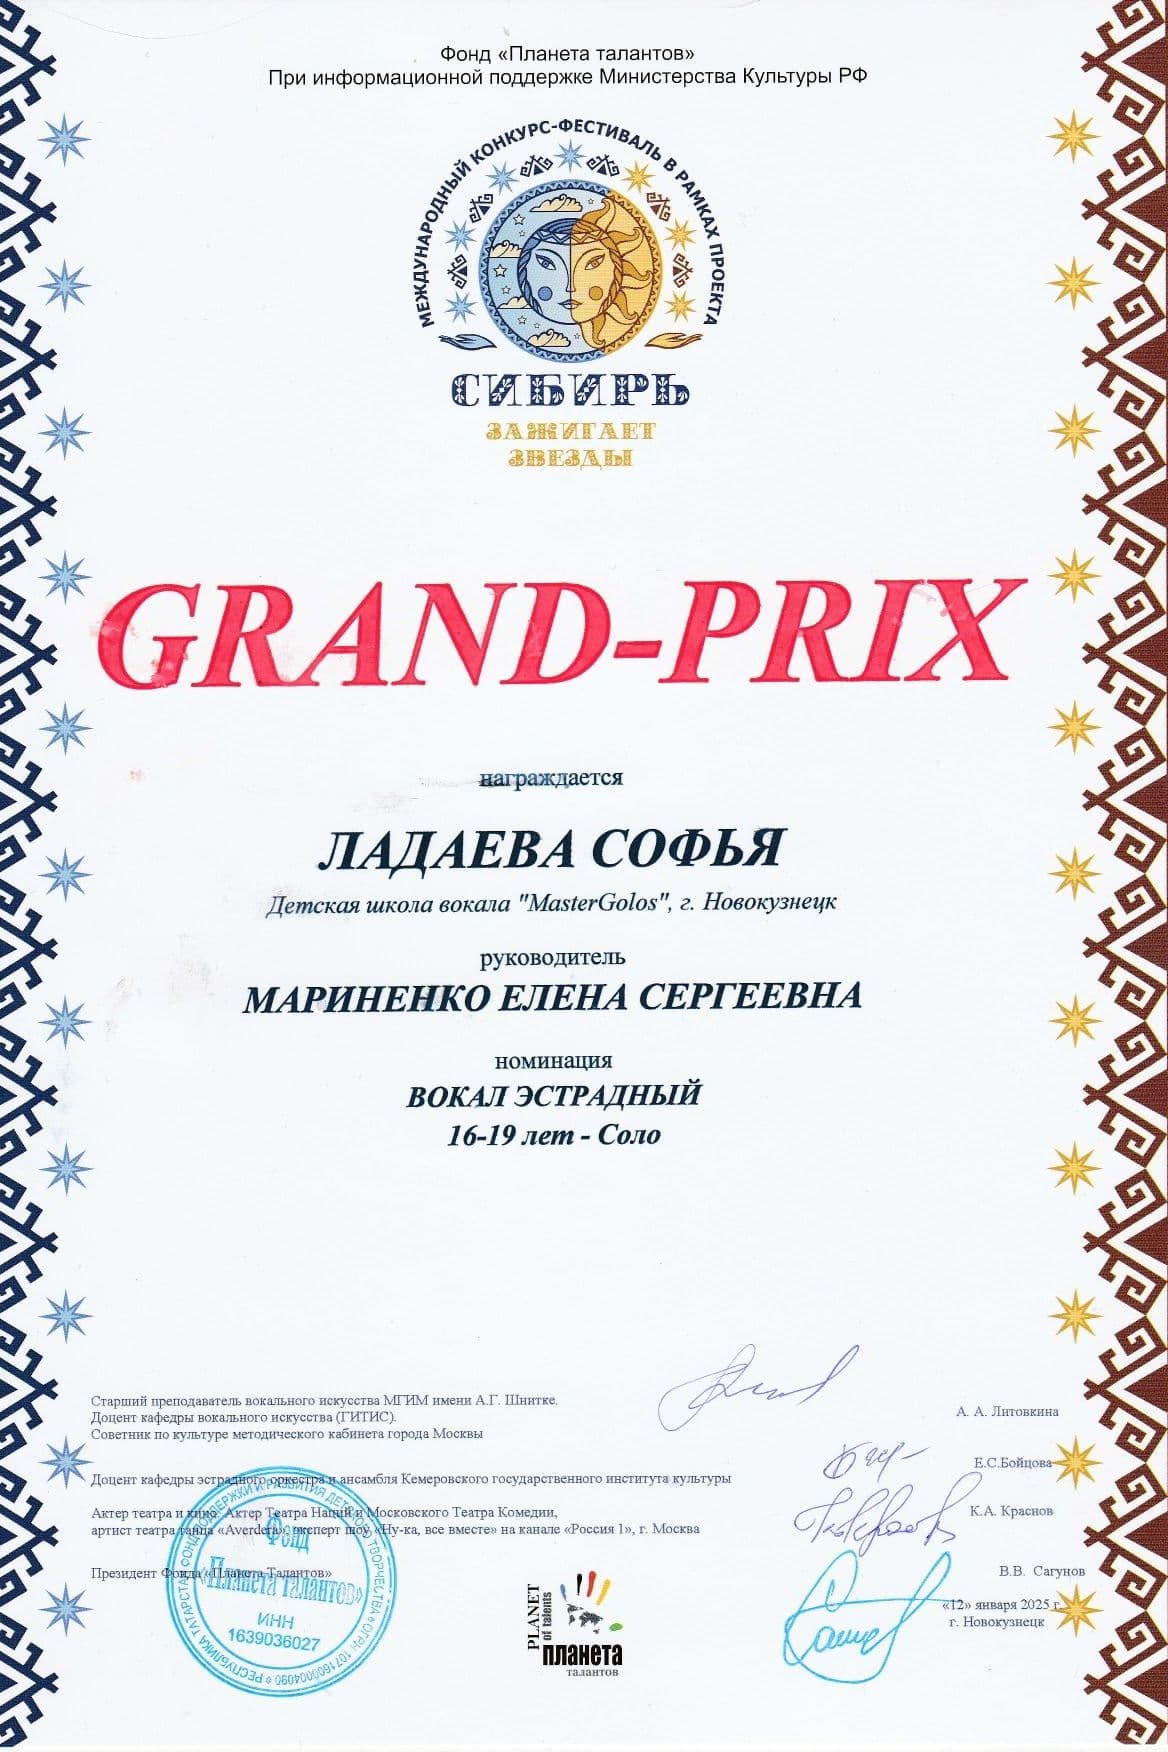 Фонд «Планета талантов»
При информационной поддержке Министерства Культуры РФ
МЕЖДУНАРОДНЫЙ КОНКУРС-ФЕСТИВАЛЬ В РАМКАХ ПРОЕКТА
СИБИРЬ
ЗАЖИГАЕТ
ЗВЕЗДЫ
GRAND-PRIX
награждается
ЛАДАЕВА СОФЬЯ
Детская школа вокала "MasterGolos", г. Новокузнецк
руководитель
МАРИНЕНКО ЕЛЕНА СЕРГЕЕВНА
номинация
ВОКАЛ ЭСТРАДНЫЙ
16-19 лет - Соло
Старший преподаватель вокального искусства МГИМ имени А.Г. Шнитке.
Доцент кафедры вокального искусства (ГИТИС).
Советник по культуре методического кабинета города Москвы
А. А. Литовкина
Доцент кафедры эстрадного оркестра и ансамбля Кемеровского государственного института культуры
Е.С.Бойцова
Актер театра и кино. Актер Театра Наций и Московского Театра Комедии,
артист театра танца «Averdera», эксперт шоу «Ну-ка, все вместе» на канале «Россия 1», г. Москва
К.А. Краснов
Президент Фонда «Планета Талантов»
В.В. Сагунов
«12» января 2025 г.
г. Новокузнецк
Фонд
«Планета талантов»
ИНН
1639036027
PLANET
of talents
планета
талантов